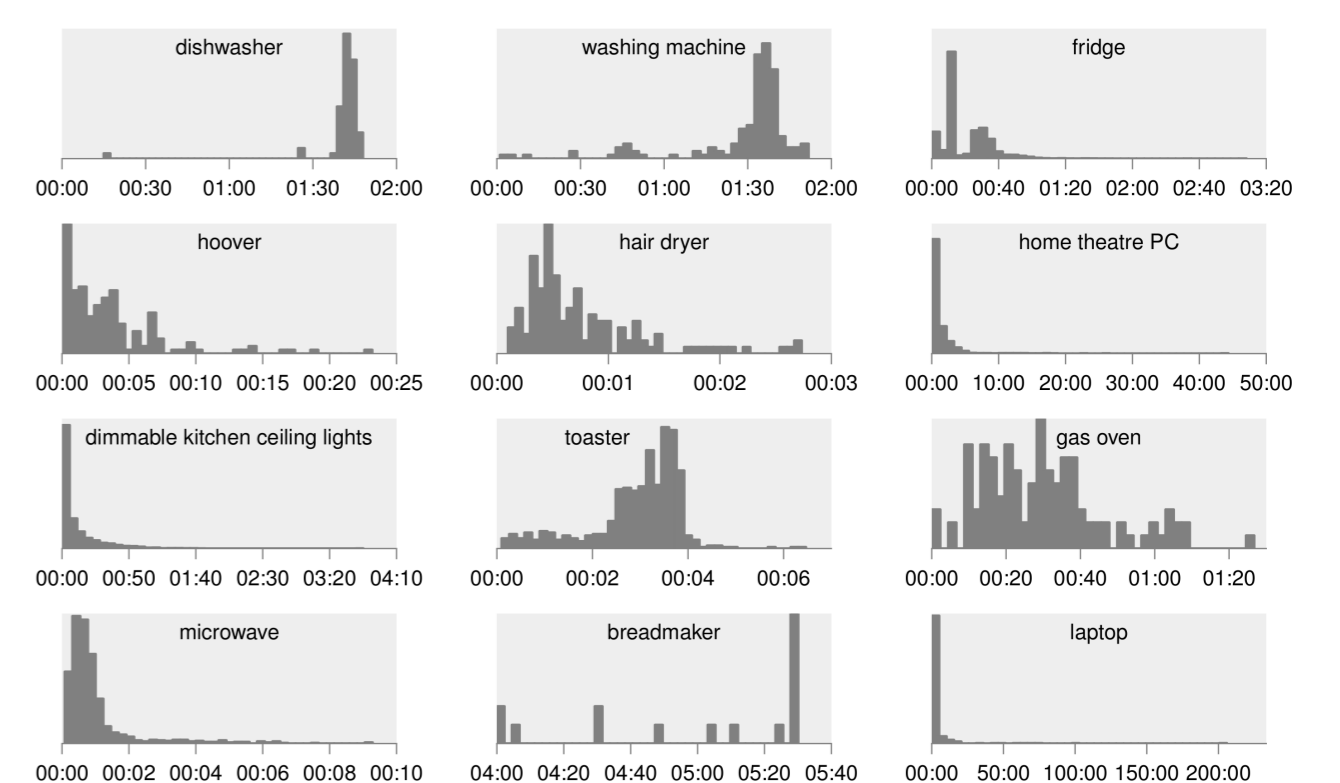 dishwasher
washing machine
fridge
00:00 00:30 01:00 01:30 02:00
00:00 00:30 01:00 01:30 02:00
00:00 00:40 01:20 02:00 02:40 03:20
hoover
hair dryer
home theatre PC
00:00 00:05 00:10 00:15 00:20 00:25
00:00 00:01 00:02 00:03
00:00 10:00 20:00 30:00 40:00 50:00
dimmable kitchen ceiling lights
toaster
gas oven
00:00 00:50 01:40 02:30 03:20 04:10
00:00 00:02 00:04 00:06
00:00 00:20 00:40 01:00 01:20
microwave
breadmaker
laptop
00:00 00:02 00:04 00:06 00:08 00:10
04:00 04:20 04:40 05:00 05:20 05:40
00:00 50:00 100:00 150:00 200:00